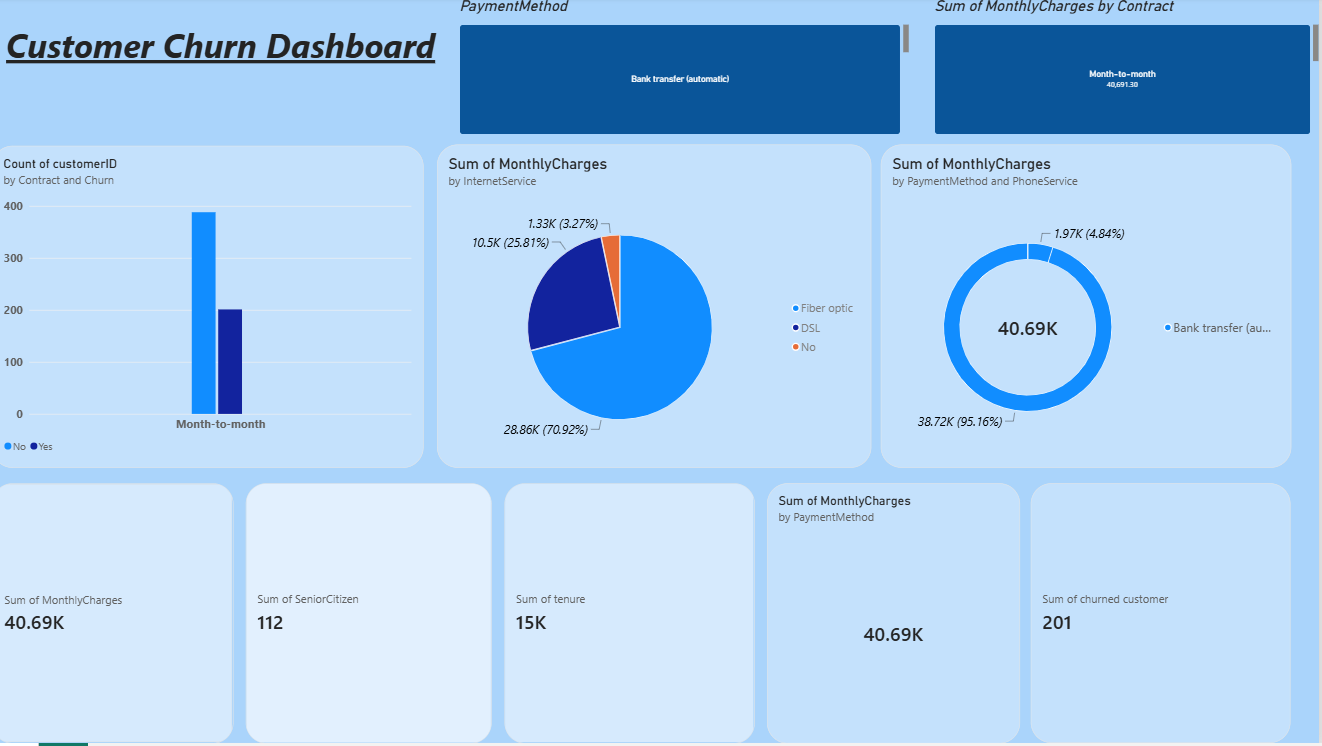 PaymentMethod
Sum of MonthlyCharges by Contract
Customer Churn Dashboard
Bank transfer (automatic)
Month-to-month
40,691.30
Count of customerID
by Contract and Churn
400
300
200
100
0
Month-to-month
No Yes
Sum of MonthlyCharges
by InternetService
1.33K (3.27%)
10.5K (25.81%)
28.86K (70.92%)
Fiber optic
DSL
No
Sum of MonthlyCharges
by PaymentMethod and PhoneService
1.97K (4.84%)
40.69K
38.72K (95.16%)
Bank transfer (au...
Sum of MonthlyCharges
40.69K
Sum of SeniorCitizen
112
Sum of tenure
15K
Sum of MonthlyCharges
by PaymentMethod
40.69K
Sum of churned customer
201